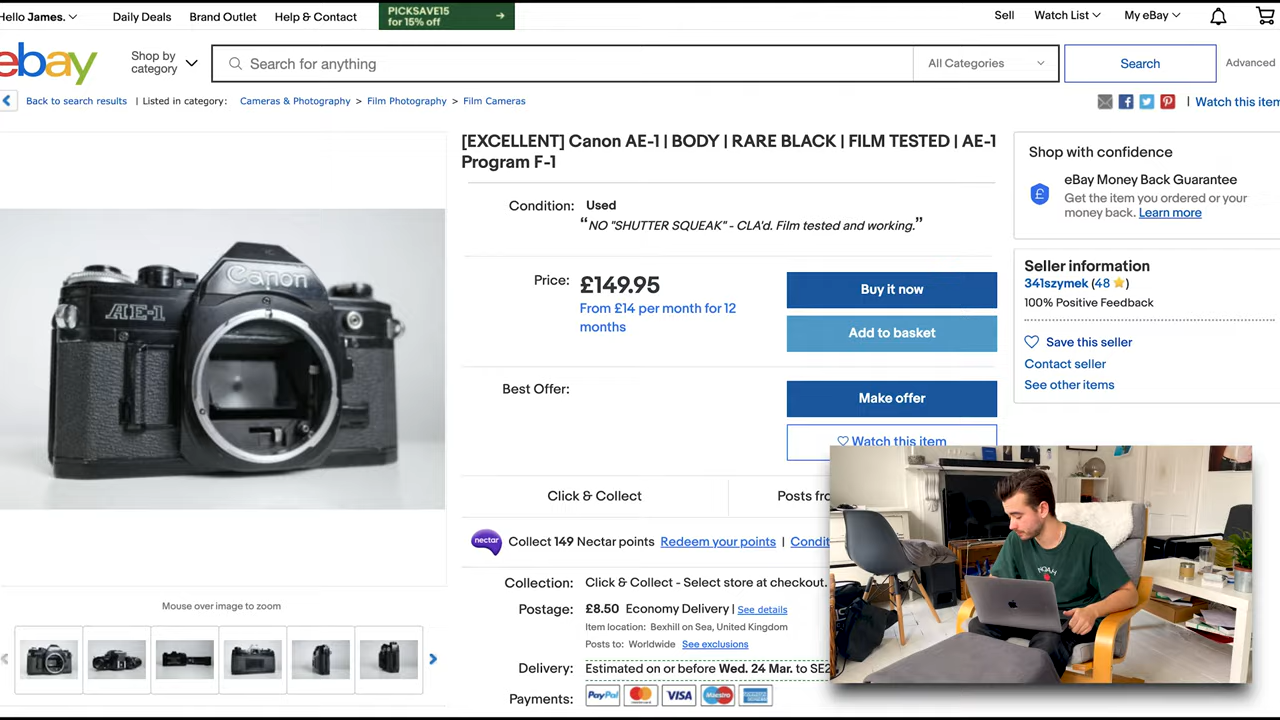 Hello James.
Daily Deals
Brand Outlet
Help & Contact
PICKSAVE15
for 15% off
Sell
Watch List
My eBay
ebay
Shop by
category
Search for anything
All Categories
Search
Advanced
Back to search results | Listed in category: Cameras & Photography > Film Photography > Film Cameras
| Watch this item
[EXCELLENT] Canon AE-1 | BODY | RARE BLACK | FILM TESTED | AE-1
Program F-1
Condition: Used
“NO "SHUTTER SQUEAK" - CLA'd. Film tested and working.”
Price: £149.95
From £14 per month for 12
months
Buy it now
Add to basket
Best Offer:
Make offer
Watch this item
Click & Collect
Posts fro
nectar
Collect 149 Nectar points Redeem your points | Condit
Collection: Click & Collect - Select store at checkout.
Postage: £8.50 Economy Delivery | See details
Item location: Bexhill on Sea, United Kingdom
Posts to: Worldwide See exclusions
Delivery: Estimated on or before Wed. 24 Mar. to SE2
Payments: PayPal VISA
Shop with confidence
eBay Money Back Guarantee
Get the item you ordered or your
money back. Learn more
Seller information
341szymek (48)
100% Positive Feedback
Save this seller
Contact seller
See other items
Canon
AE-1
Mouse over image to zoom